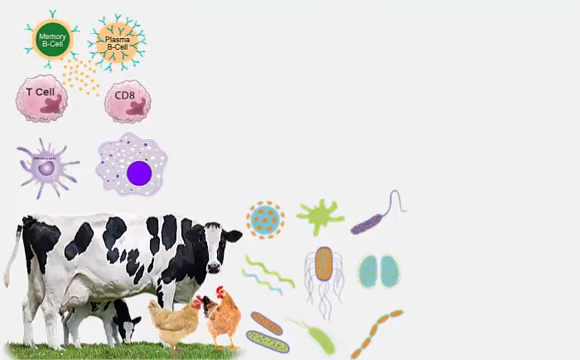 Memory
B-Cell
Plasma
B-Cell
T Cell
CD8